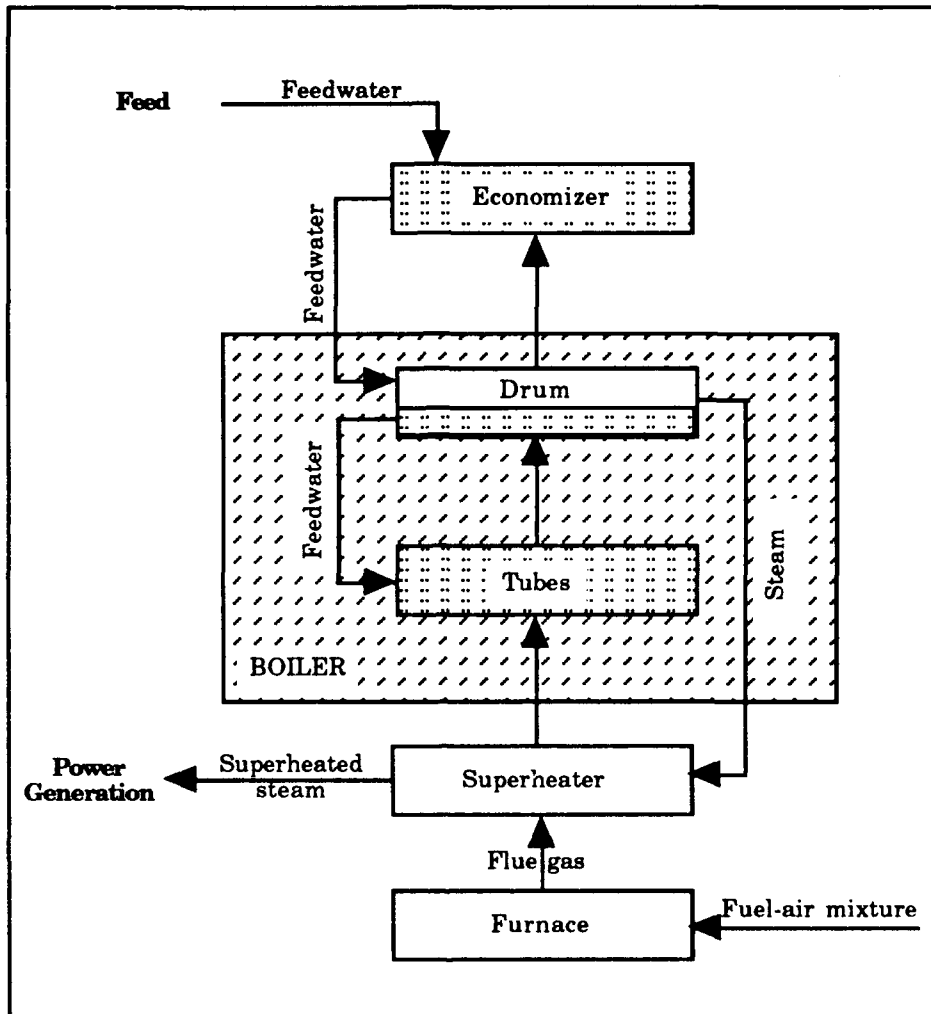 Feed
Feedwater
Economizer
Feedwater
Drum
Feedwater
Tubes
Steam
BOILER
Power
Generation
Superheated
steam
Superheater
Flue gas
Furnace
Fuel-air mixture